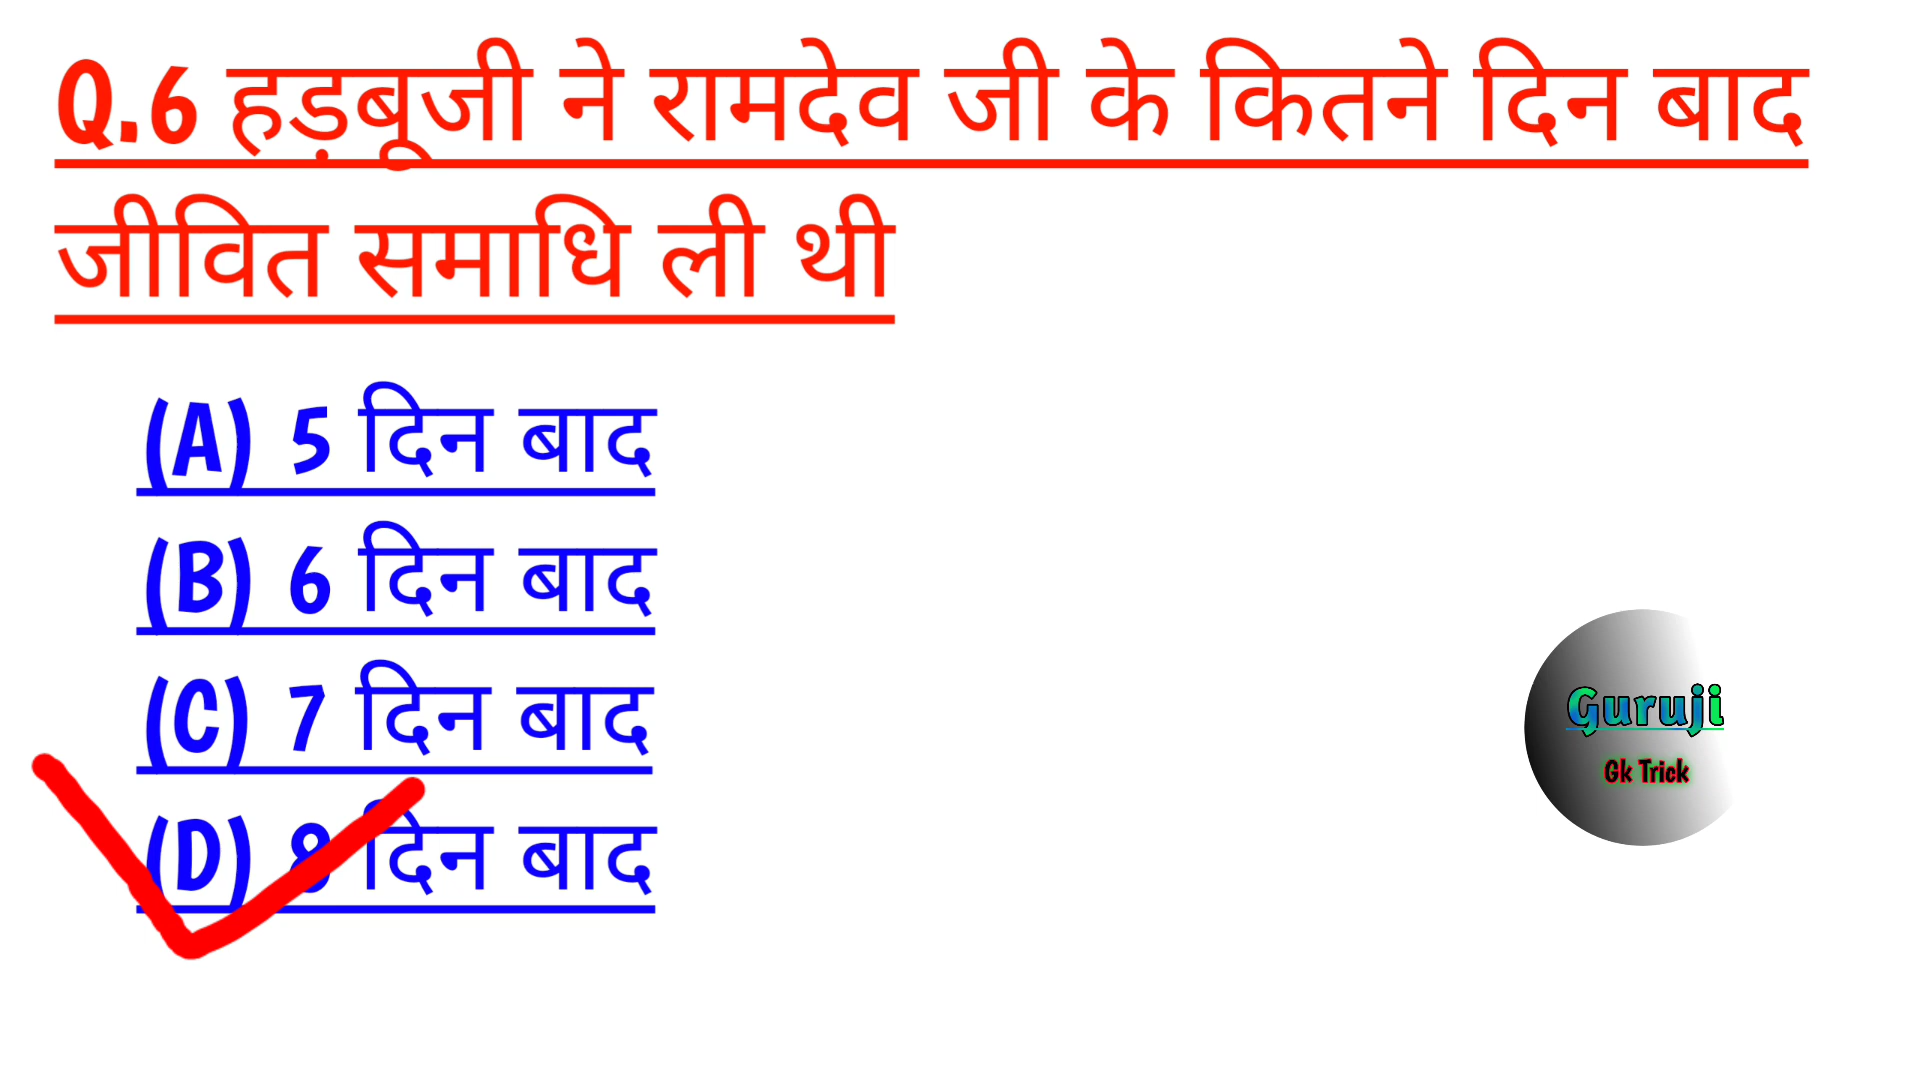 Q.6 हड़बूजी ने रामदेव जी के कितने दिन बाद
जीवित समाधि ली थी
(A) 5 दिन बाद
(B) 6 दिन बाद
(C) 7 दिन बाद
(D) 8 दिन बाद
Guruji
Gk Trick